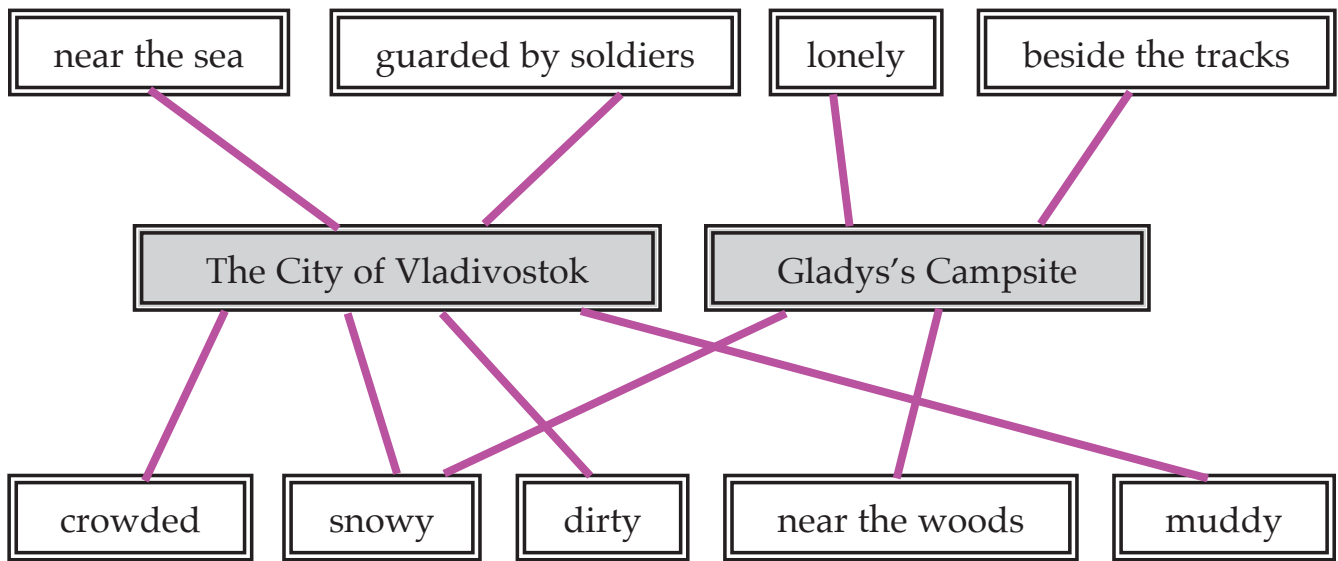 near the sea
guarded by soldiers
lonely
beside the tracks
The City of Vladivostok
Gladys’s Campsite
crowded
snowy
dirty
near the woods
muddy